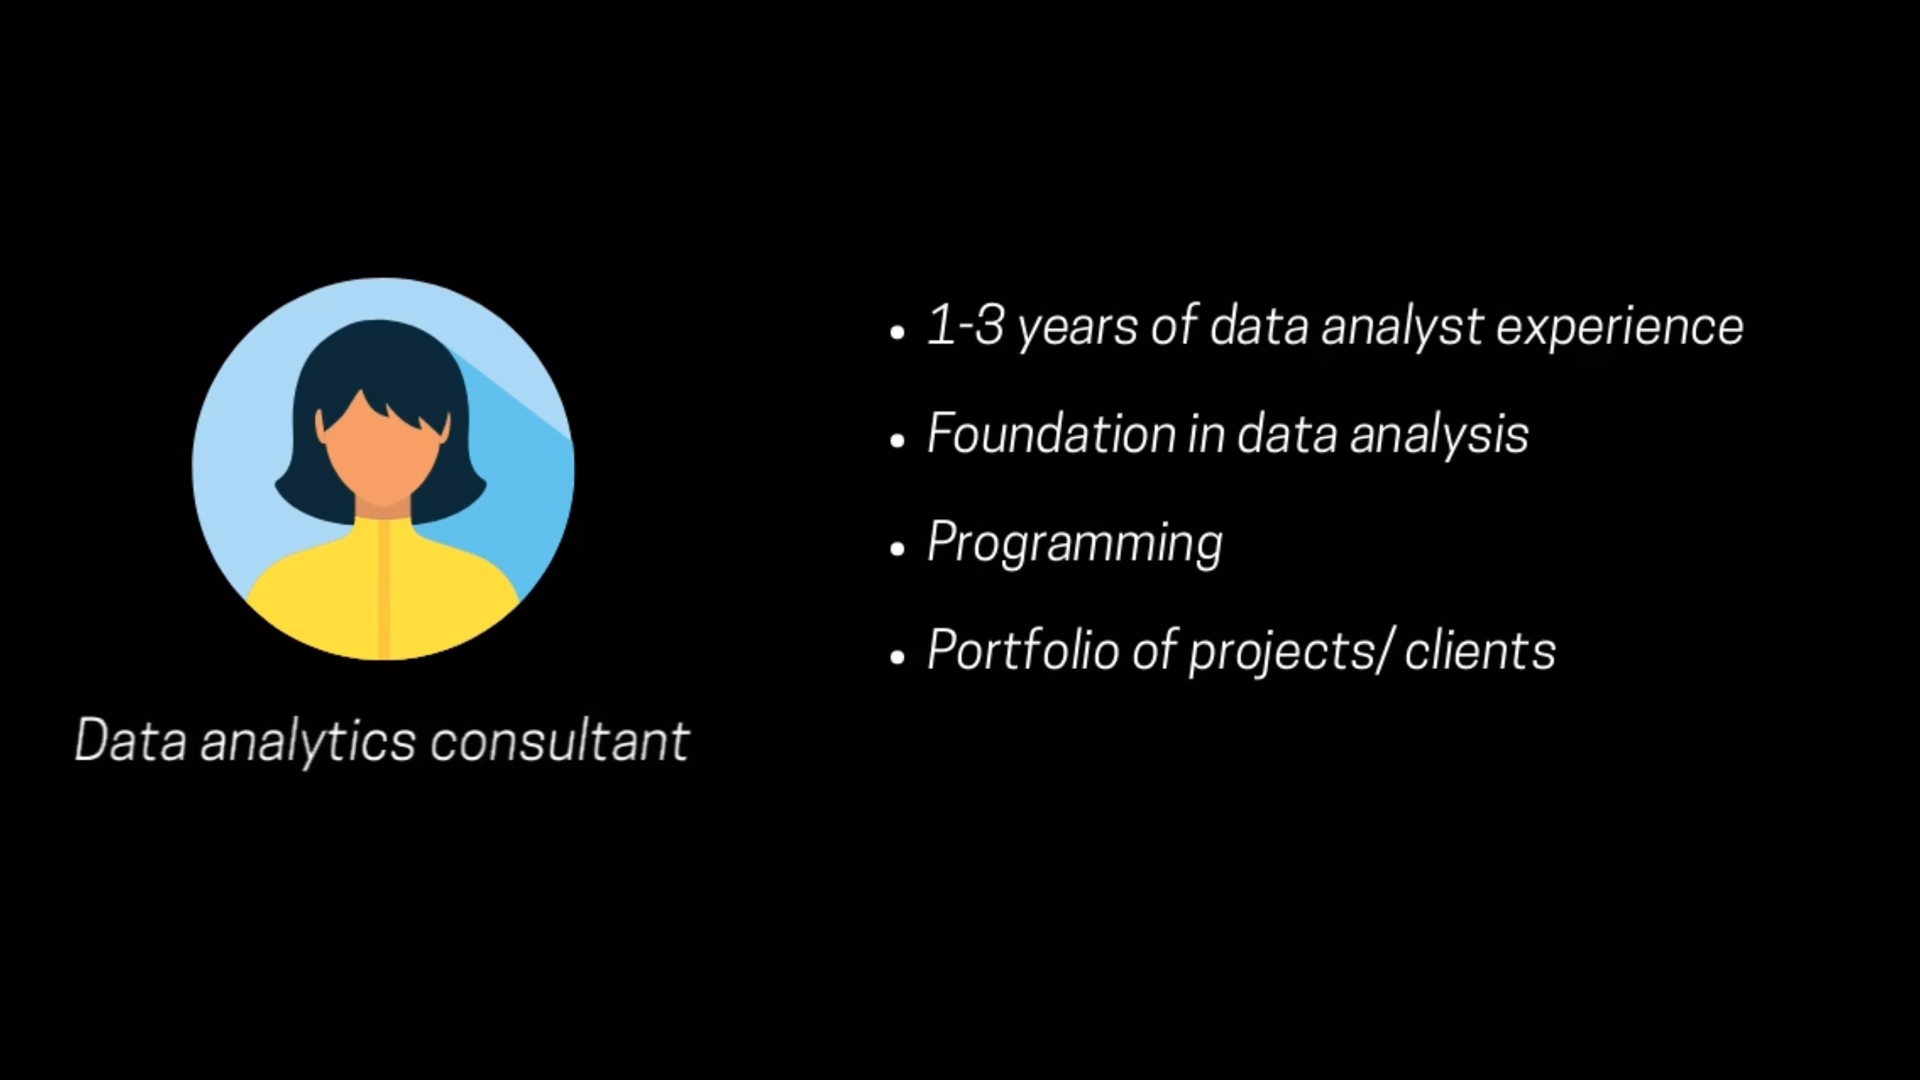 1-3 years of data analyst experience
Foundation in data analysis
Programming
Portfolio of projects/ clients
Data analytics consultant